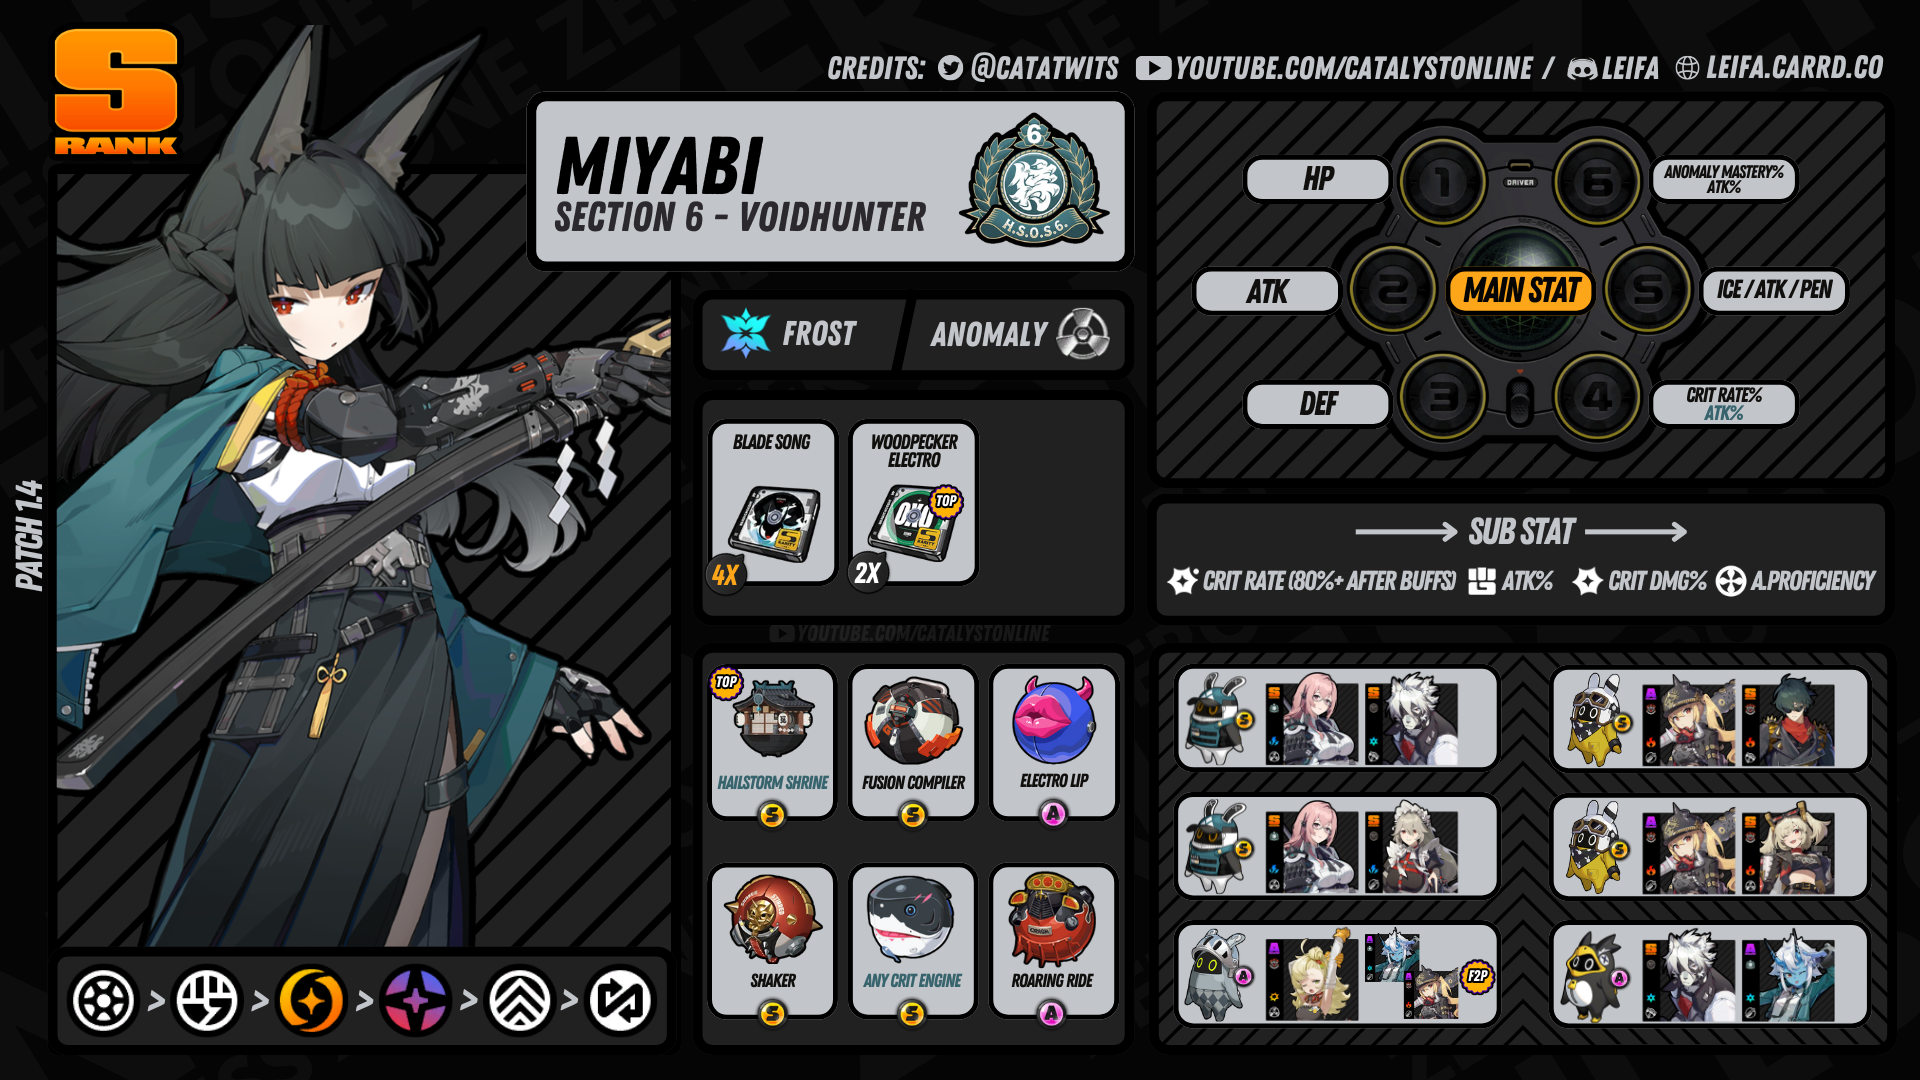 S
RANK
CREDITS: @CATATWITS YOUTUBE.COM/CATALYSTONLINE / LEIFA LEIFA.CARRD.CO
MIYABI
SECTION 6 - VOIDHUNTER
6
H.S.O.S.6.
FROST
ANOMALY
PATCH 1.4
BLADE SONG
4X
WOODPECKER
ELECTRO
TOP
2X
YOUTUBE.COM/CATALYSTONLINE
TOP
HAILSTORM SHRINE
S
FUSION COMPILER
S
ELECTRO LIP
A
SHAKER
S
ANY CRIT ENGINE
S
ROARING RIDE
A
HP
1
DRIVER
6
ANOMALY MASTERY%
ATK%
ATK
2
MAIN STAT
5
ICE / ATK / PEN
DEF
3
4
CRIT RATE%
ATK%
SUB STAT
CRIT RATE (80%+ AFTER BUFFS) ATK% CRIT DMG% A.PROFICIENCY
S
S
S
S
A
S
S
S
S
S
A
S
A
A
A
A
F2P
A
S
A